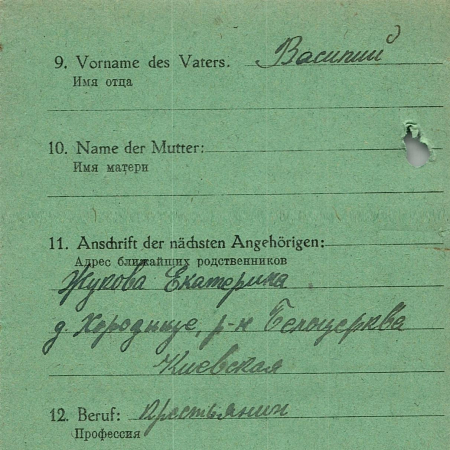 9. Vorname des Vaters. Василий
Имя отца
10. Name der Mutter:
Имя матери
11. Anschrift der nächsten Angehörigen:
Адрес ближайших родственников
Жукова Екатерина
д. Хородище, р-н Белоцерква
Киевская
12. Beruf: крестьянин
Профессия